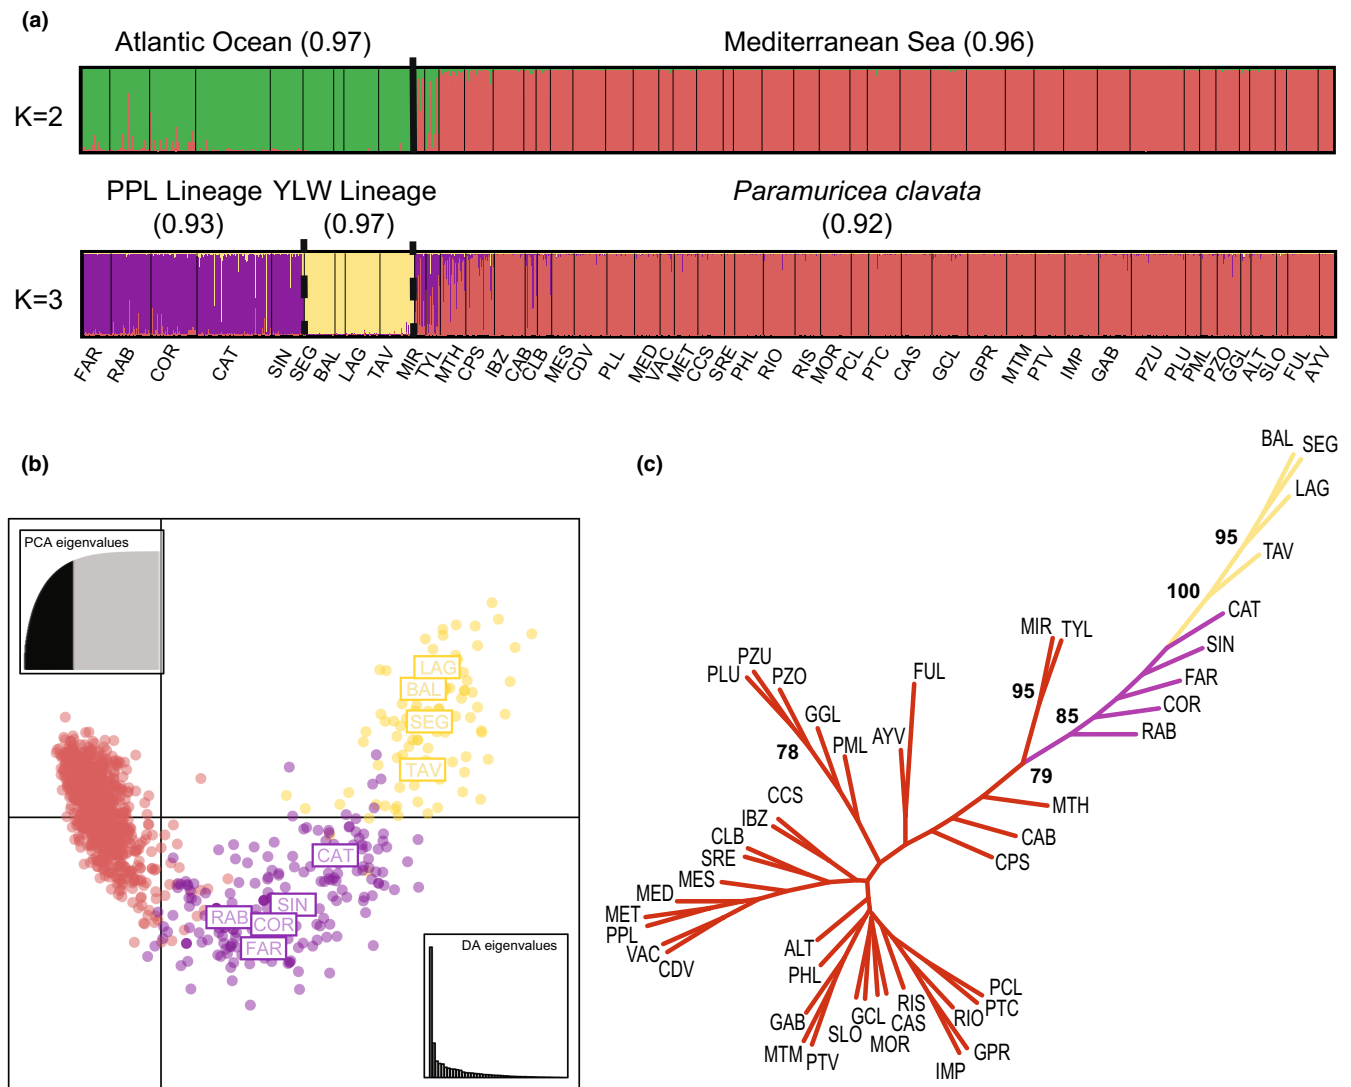 (a)
Atlantic Ocean (0.97)
Mediterranean Sea (0.96)
K=2
PPL Lineage
(0.93)
YLW Lineage
(0.97)
Paramuricea clavata
(0.92)
K=3
FAR RAB COR CAT SIN SEG BAL LAG TAV MIR TYL MTH CPS IBZ CAB CLB MES CDV PLL MED VAC MET CCS SRE PHL RIO RIS MOR PCL PTC CAS GCL GPR MTM PTV IMP GAB PZU PLU PML PZO GGL ALT SLO FUL AYV
(b)
PCA eigenvalues
LAG
BAL
SEG
TAV
CAT
SIN
RAB
COR
FAR
DA eigenvalues
(c)
BAL
SEG
LAG
95
TAV
100
CAT
SIN
FAR
COR
RAB
85
79
MIR
TYL
95
MTH
CAB
CPS
FUL
AYV
PZU
PLU
PZO
GGL
PML
78
CCS
IBZ
CLB
SRE
MES
MED
MET
PPL
VAC
CDV
ALT
PHL
GAB
MTM
PTV
SLO
GCL
MOR
CAS
RIS
RIO
PCL
PTC
GPR
IMP